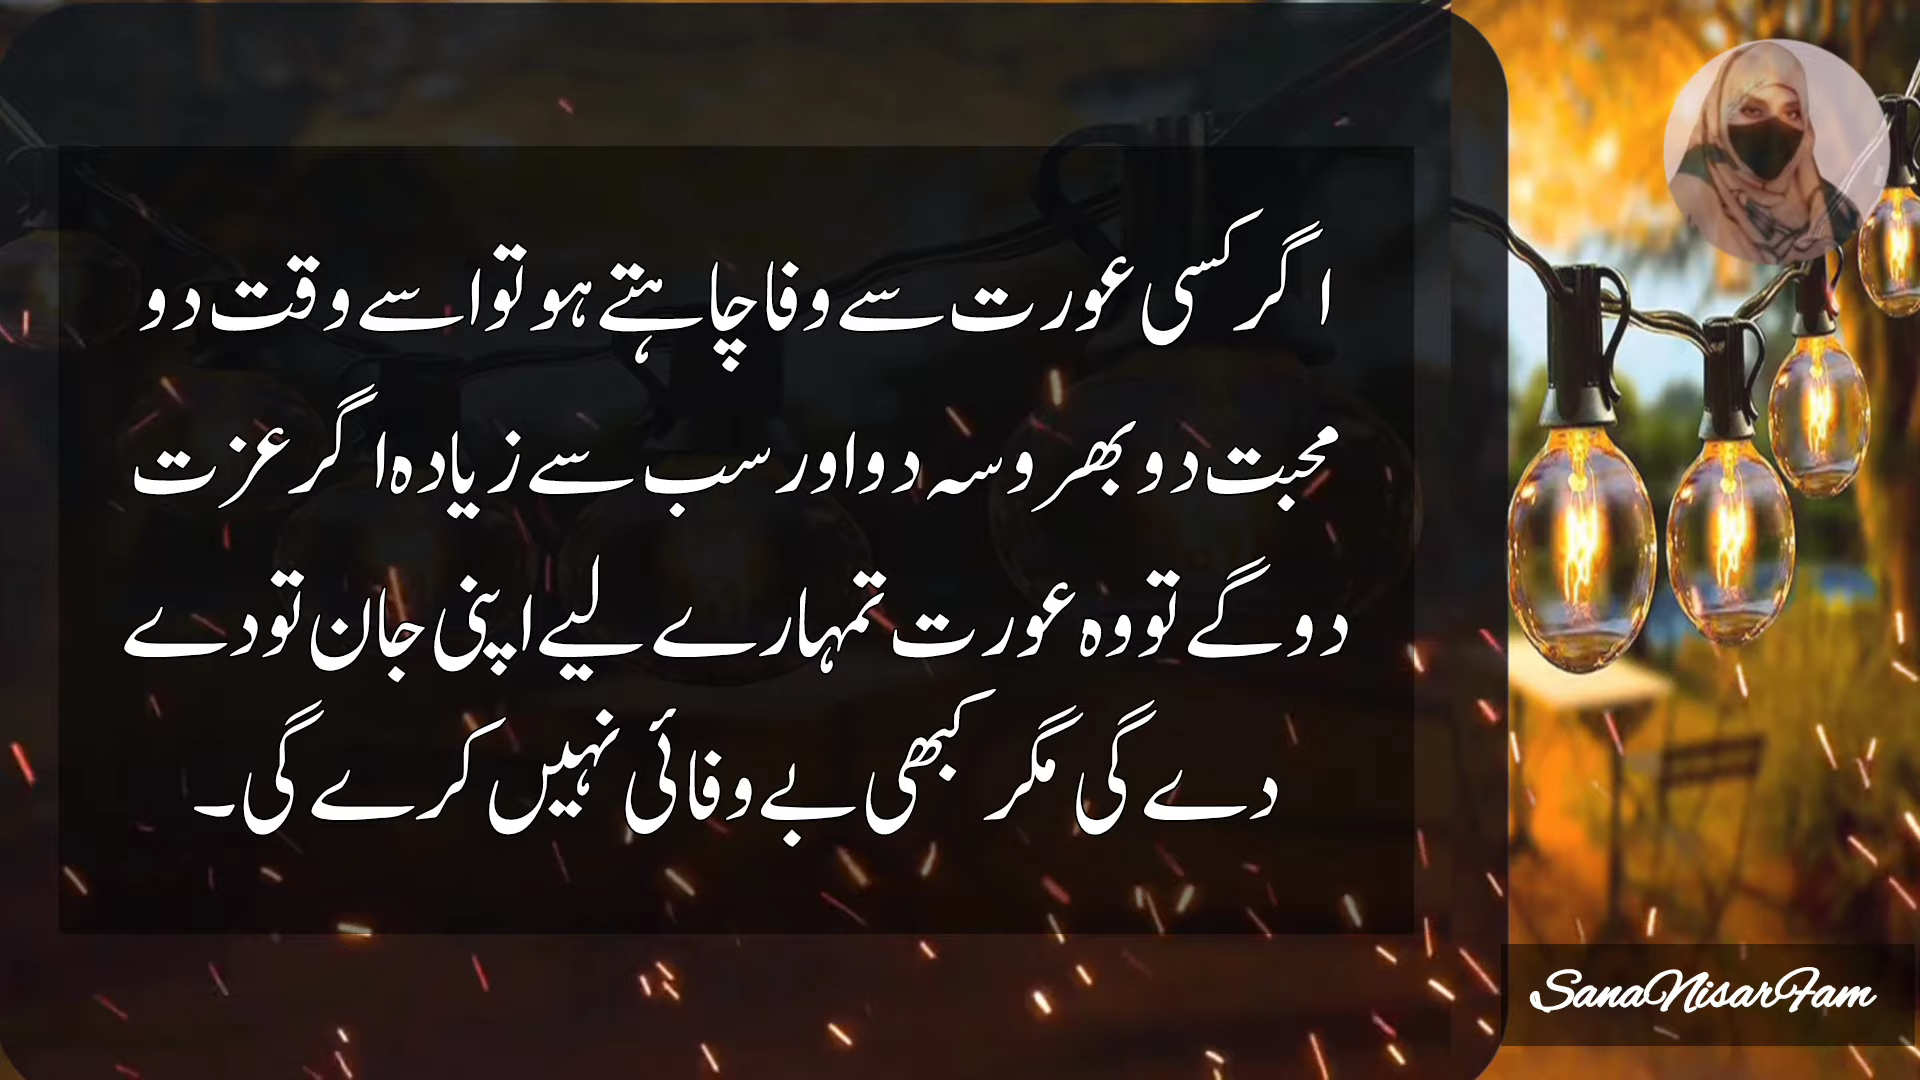 اگر کسی عورت سے وفا چاہتے ہو تو اسے وقت دو
محبت دو بھروسہ دو اور سب سے زیادہ اگر عزت
دو گے تو وہ عورت تمہارے لیے اپنی جان تو دے
دے گی مگر کبھی بے وفائی نہیں کرے گی۔
SanaNisarFam